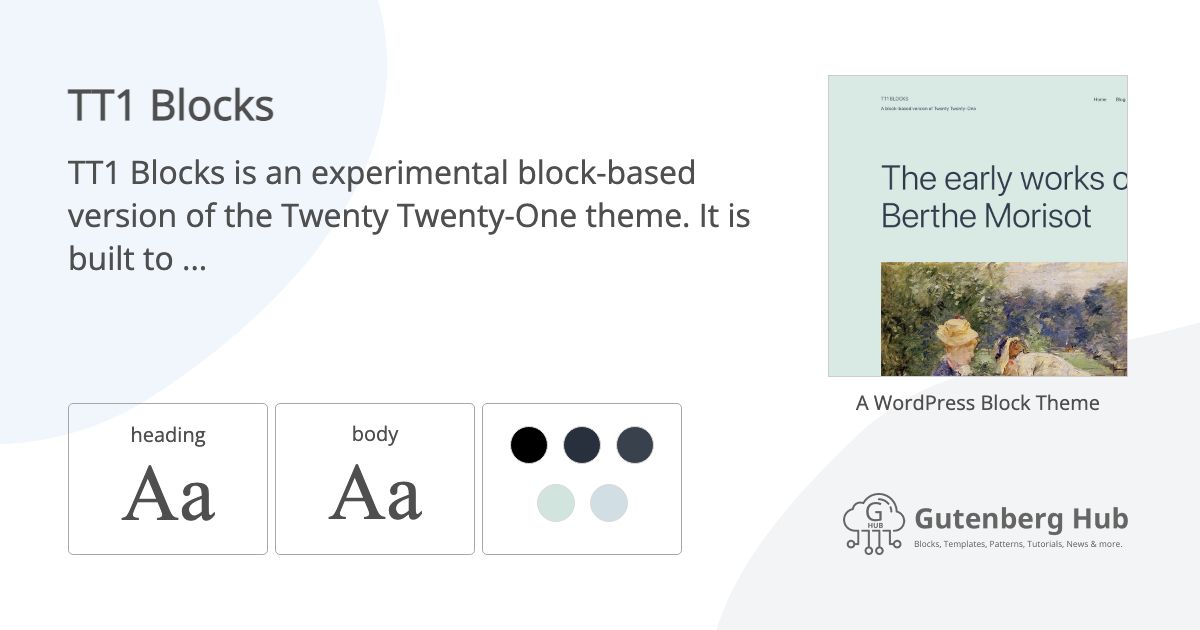 TT1 Blocks
TT1 Blocks is an experimental block-based
version of the Twenty Twenty-One theme. It is
built to ...
TT1 BLOCKS
A block-based version of Twenty Twenty-One
Home Blog
The early works o
Berthe Morisot
A WordPress Block Theme
heading
Aa
body
Aa
G
HUB
Gutenberg Hub
Blocks, Templates, Patterns, Tutorials, News & more.